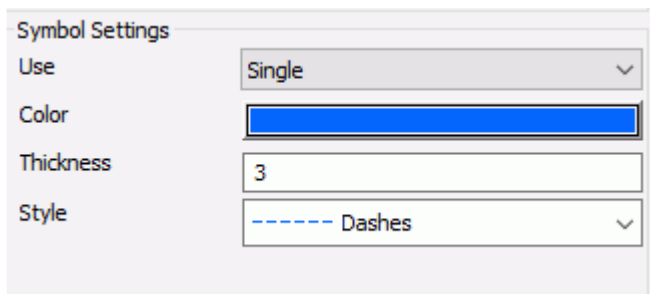 Symbol Settings
Use Single
Color
Thickness 3
Style Dashes